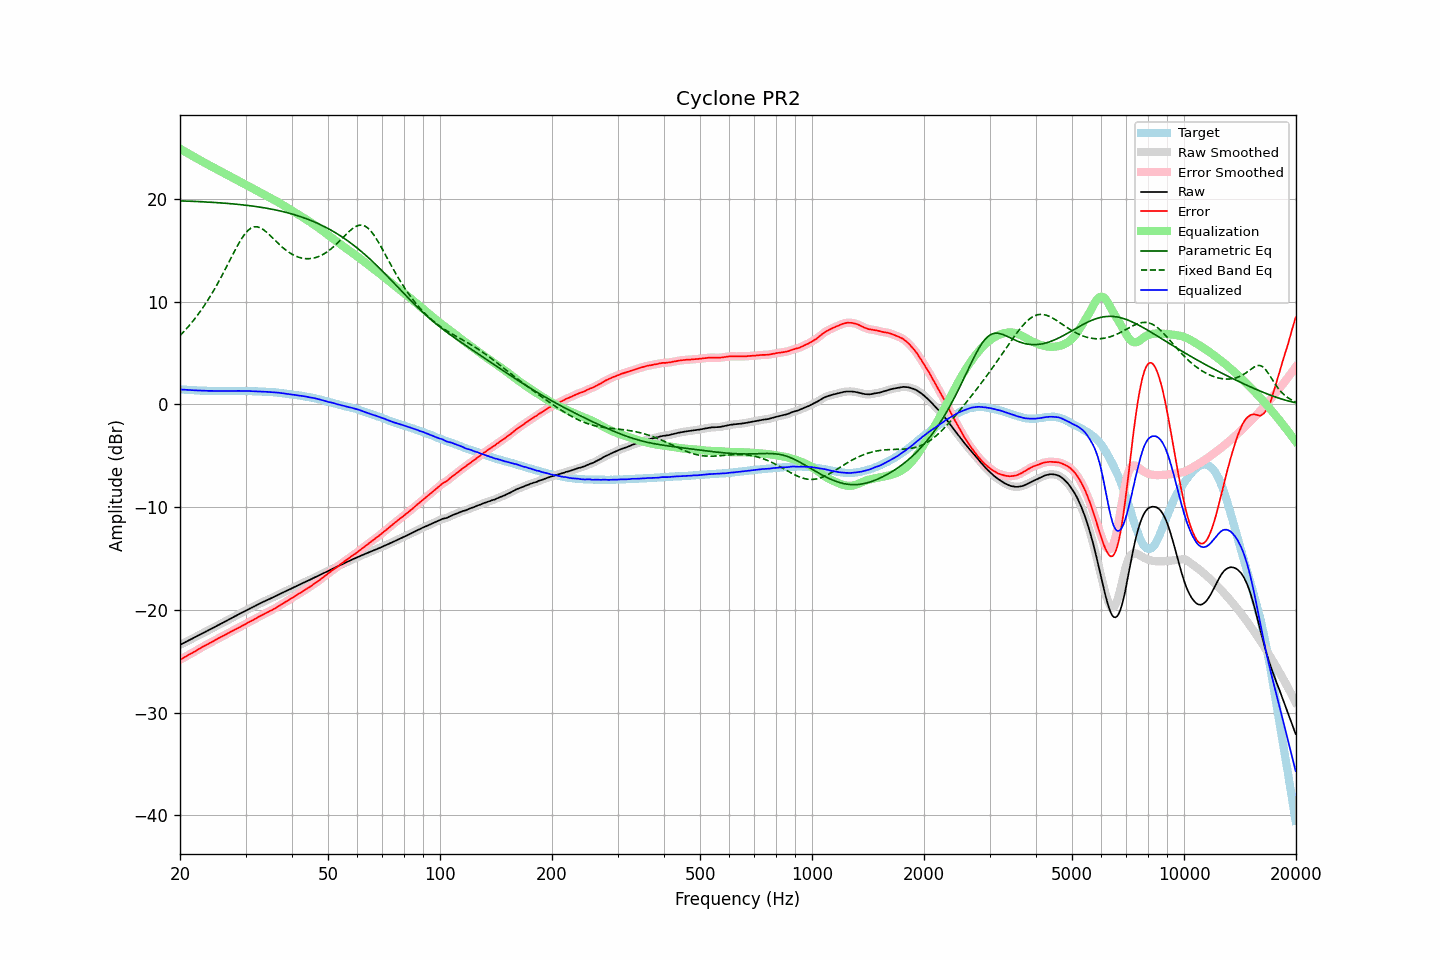 Cyclone PR2
Target
Raw Smoothed
Error Smoothed
Raw
Error
Equalization
Parametric Eq
Fixed Band Eq
Equalized
20
10
0
−10
−20
−30
−40
Amplitude (dBr)
20 50 100 200 500 1000 2000 5000 10000 20000
Frequency (Hz)